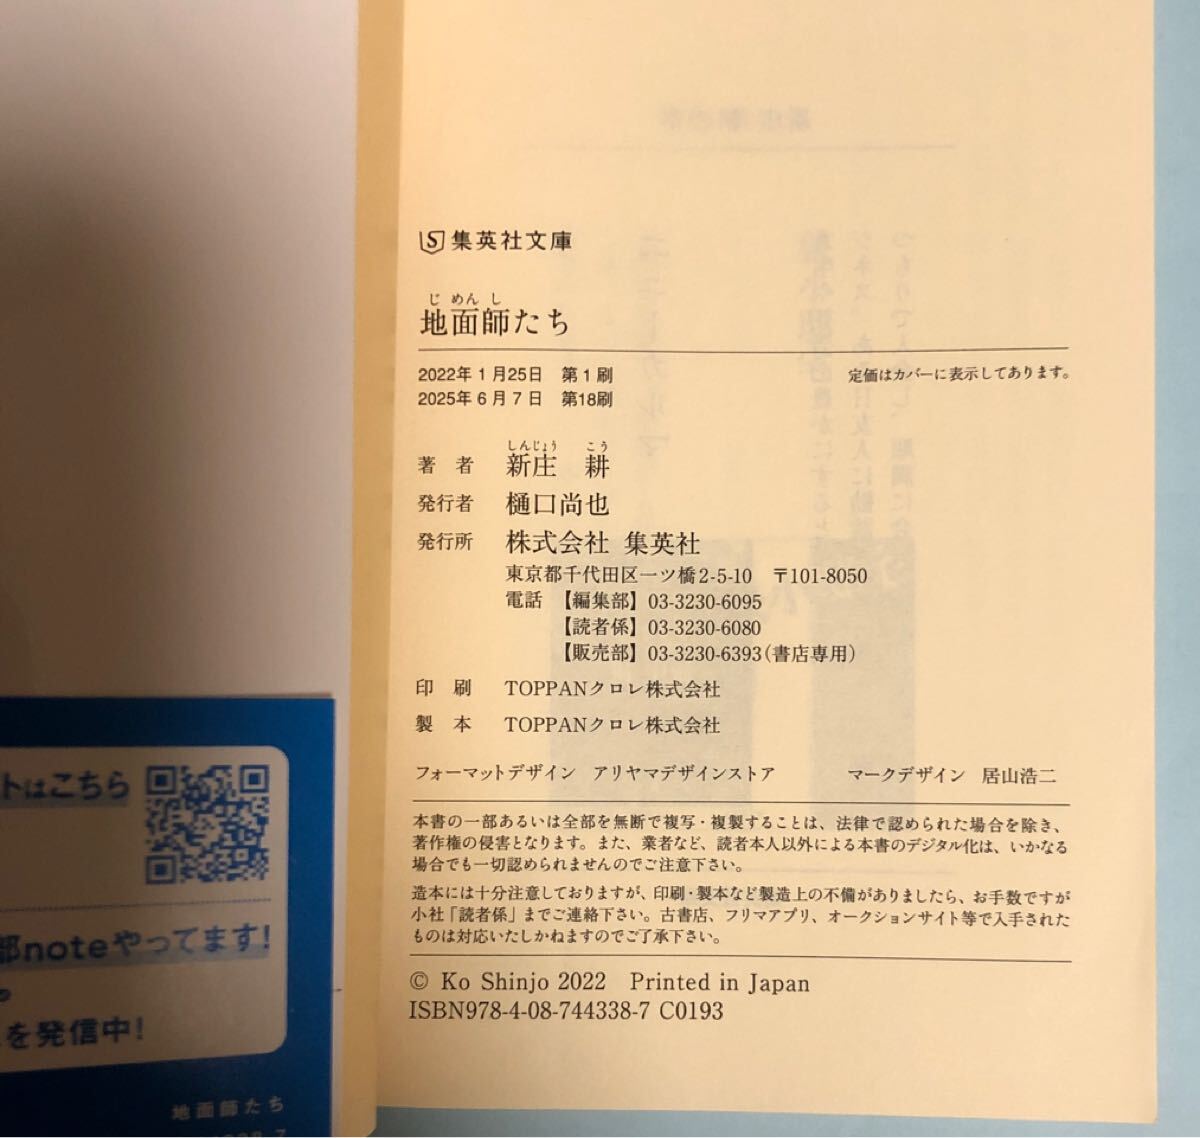 S 集英社文庫
じ めん し
地面師たち
2022年1月25日 第1刷
2025年6月7日 第18刷
定価はカバーに表示してあります。
しんじょう こう
著 者 新庄 耕
発行者 樋口尚也
発行所 株式会社 集英社
東京都千代田区一ツ橋2-5-10 〒101-8050
電話 【編集部】03-3230-6095
【読者係】03-3230-6080
【販売部】03-3230-6393(書店専用)
印 刷 TOPPANクロレ株式会社
製 本 TOPPANクロレ株式会社
フォーマットデザイン アリヤマデザインストア マークデザイン 居山浩二
本書の一部あるいは全部を無断で複写・複製することは、法律で認められた場合を除き、
著作権の侵害となります。また、業者など、読者本人以外による本書のデジタル化は、いかなる
場合でも一切認められませんのでご注意下さい。
造本には十分注意しておりますが、印刷・製本など製造上の不備がありましたら、お手数ですが
小社「読者係」までご連絡下さい。古書店、フリマアプリ、オークションサイト等で入手された
ものは対応いたしかねますのでご了承下さい。
© Ko Shinjo 2022 Printed in Japan
ISBN978-4-08-744338-7 C0193
トはこちら
部noteやってます!
を発信中!
地面師たち